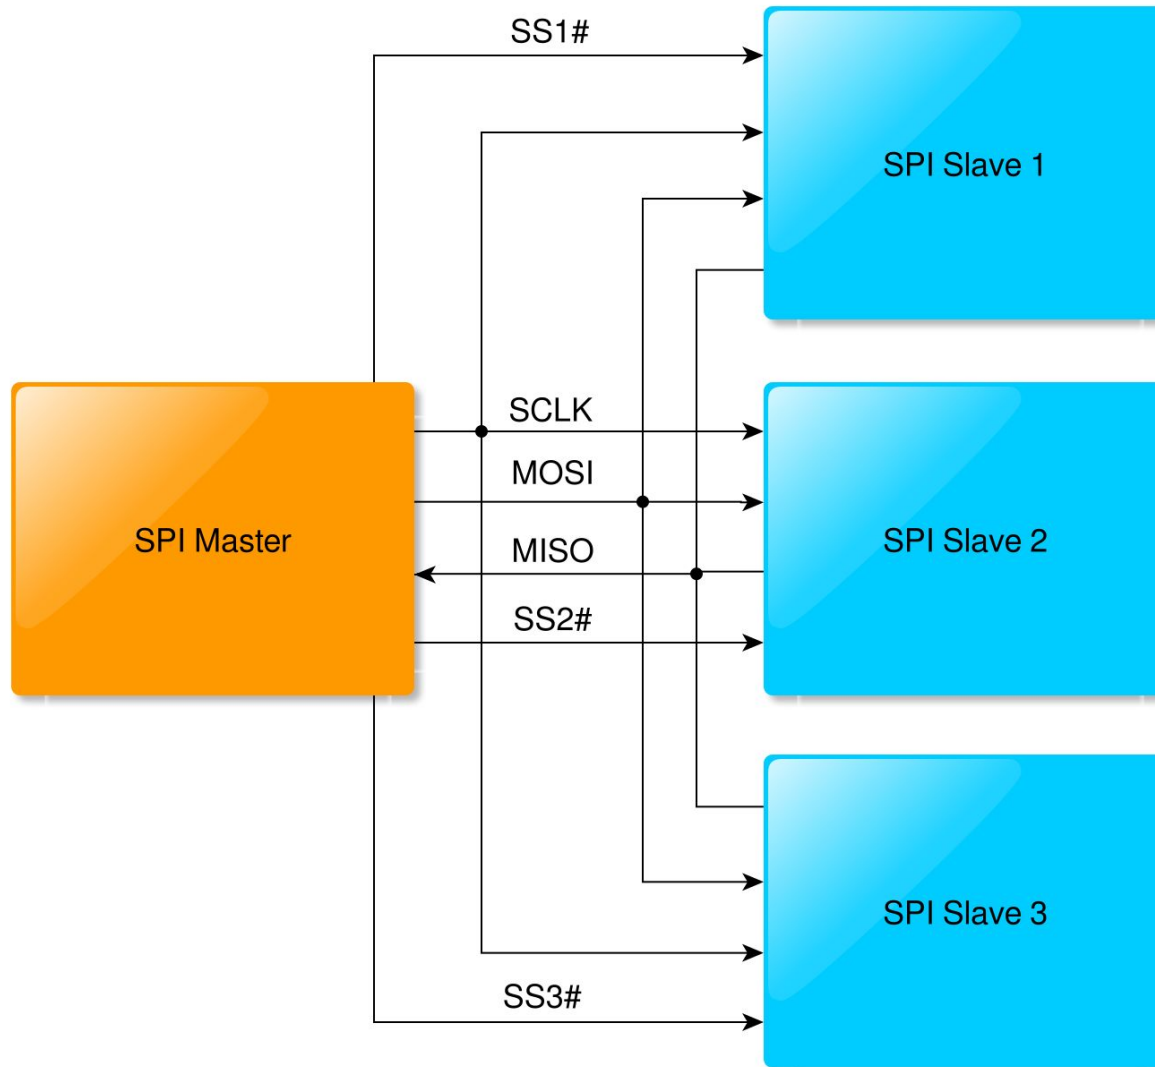 SS1#
SPI Slave 1
SCLK
MOSI
SPI Master
MISO
SPI Slave 2
SS2#
SPI Slave 3
SS3#